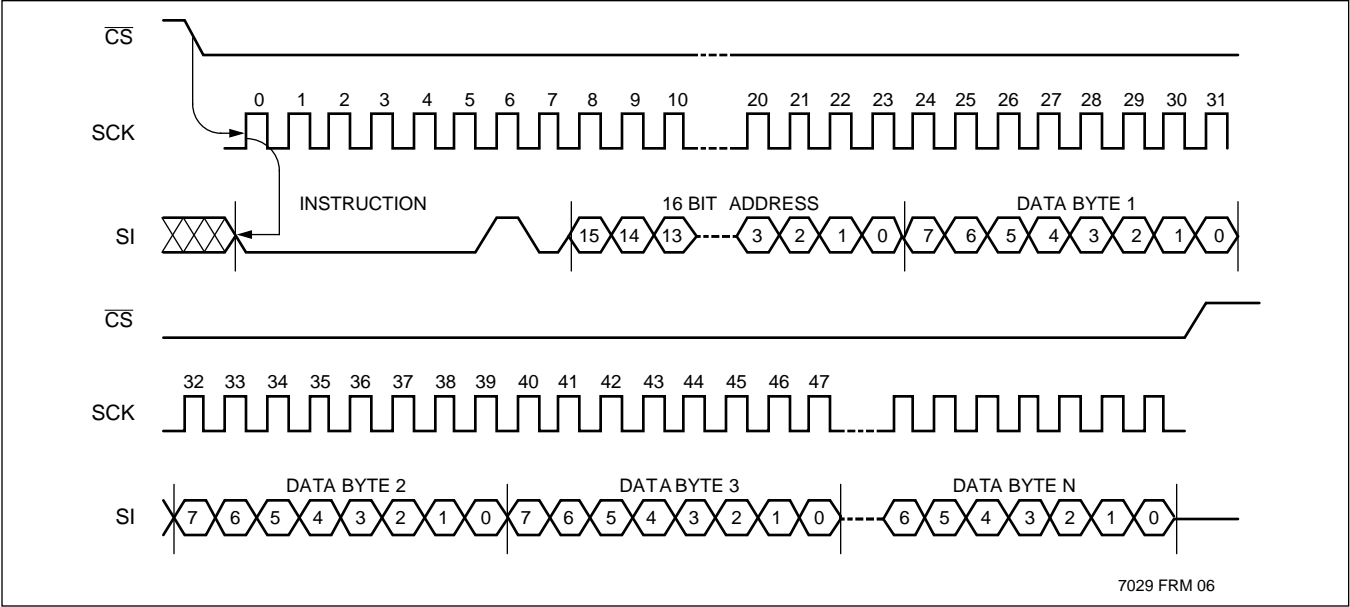 CS
0 1 2 3 4 5 6 7 8 9 10 20 21 22 23 24 25 26 27 28 29 30 31
SCK
INSTRUCTION 16 BIT ADDRESS DATA BYTE 1
SI 15 14 13 3 2 1 0 7 6 5 4 3 2 1 0
CS
32 33 34 35 36 37 38 39 40 41 42 43 44 45 46 47
SCK
DATA BYTE 2 DATA BYTE 3 DATA BYTE N
SI 7 6 5 4 3 2 1 0 7 6 5 4 3 2 1 0 6 5 4 3 2 1 0
7029 FRM 06